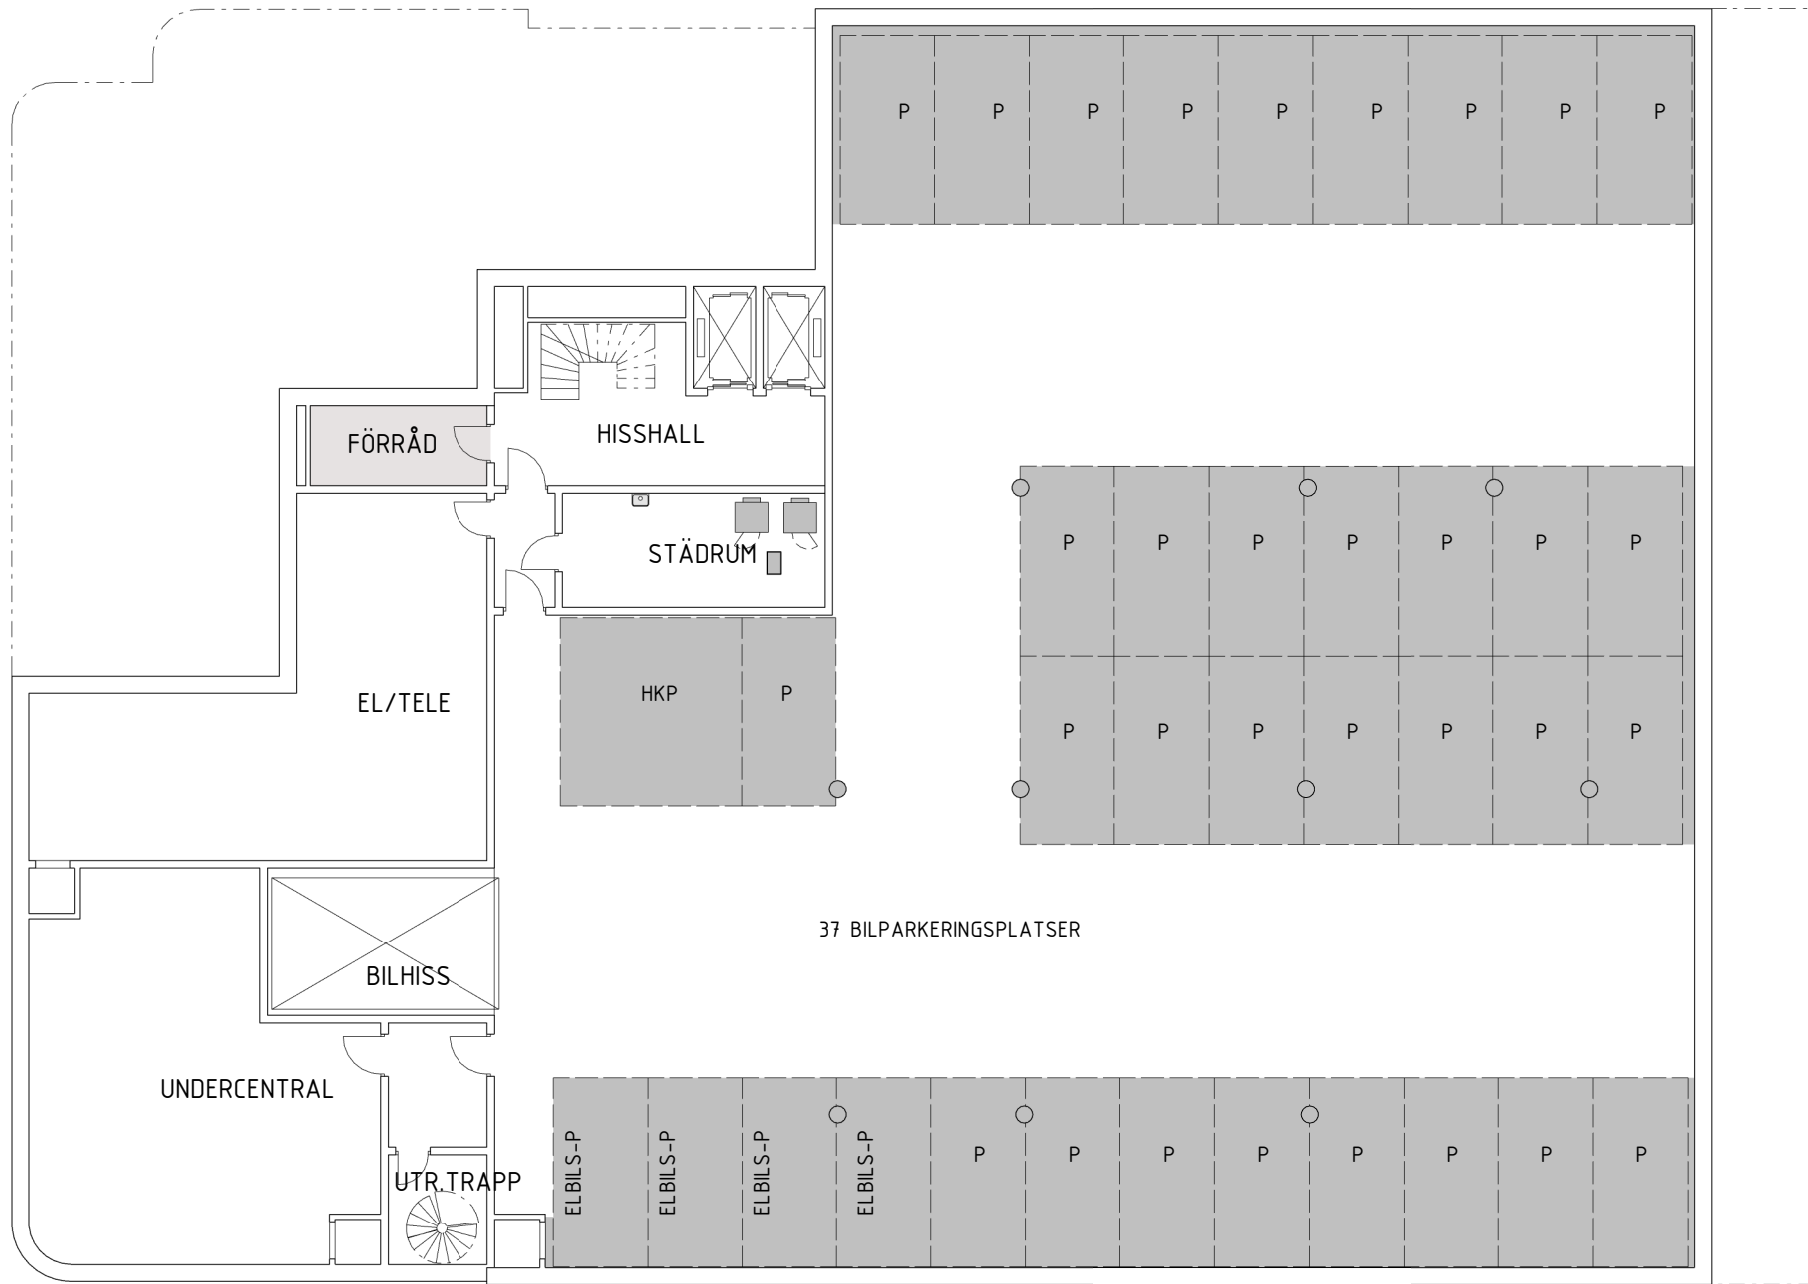 P P P P P P P P P
FÖRRÅD
HISSHALL
STÄDRUM
P P P P P P P
EL/TELE
HKP P
P P P P P P P
37 BILPARKERINGSPLATSER
BILHISS
UNDERCENTRAL
UTR.TRAPP
ELBILS-P
ELBILS-P
ELBILS-P
ELBILS-P
P P P P P P P P